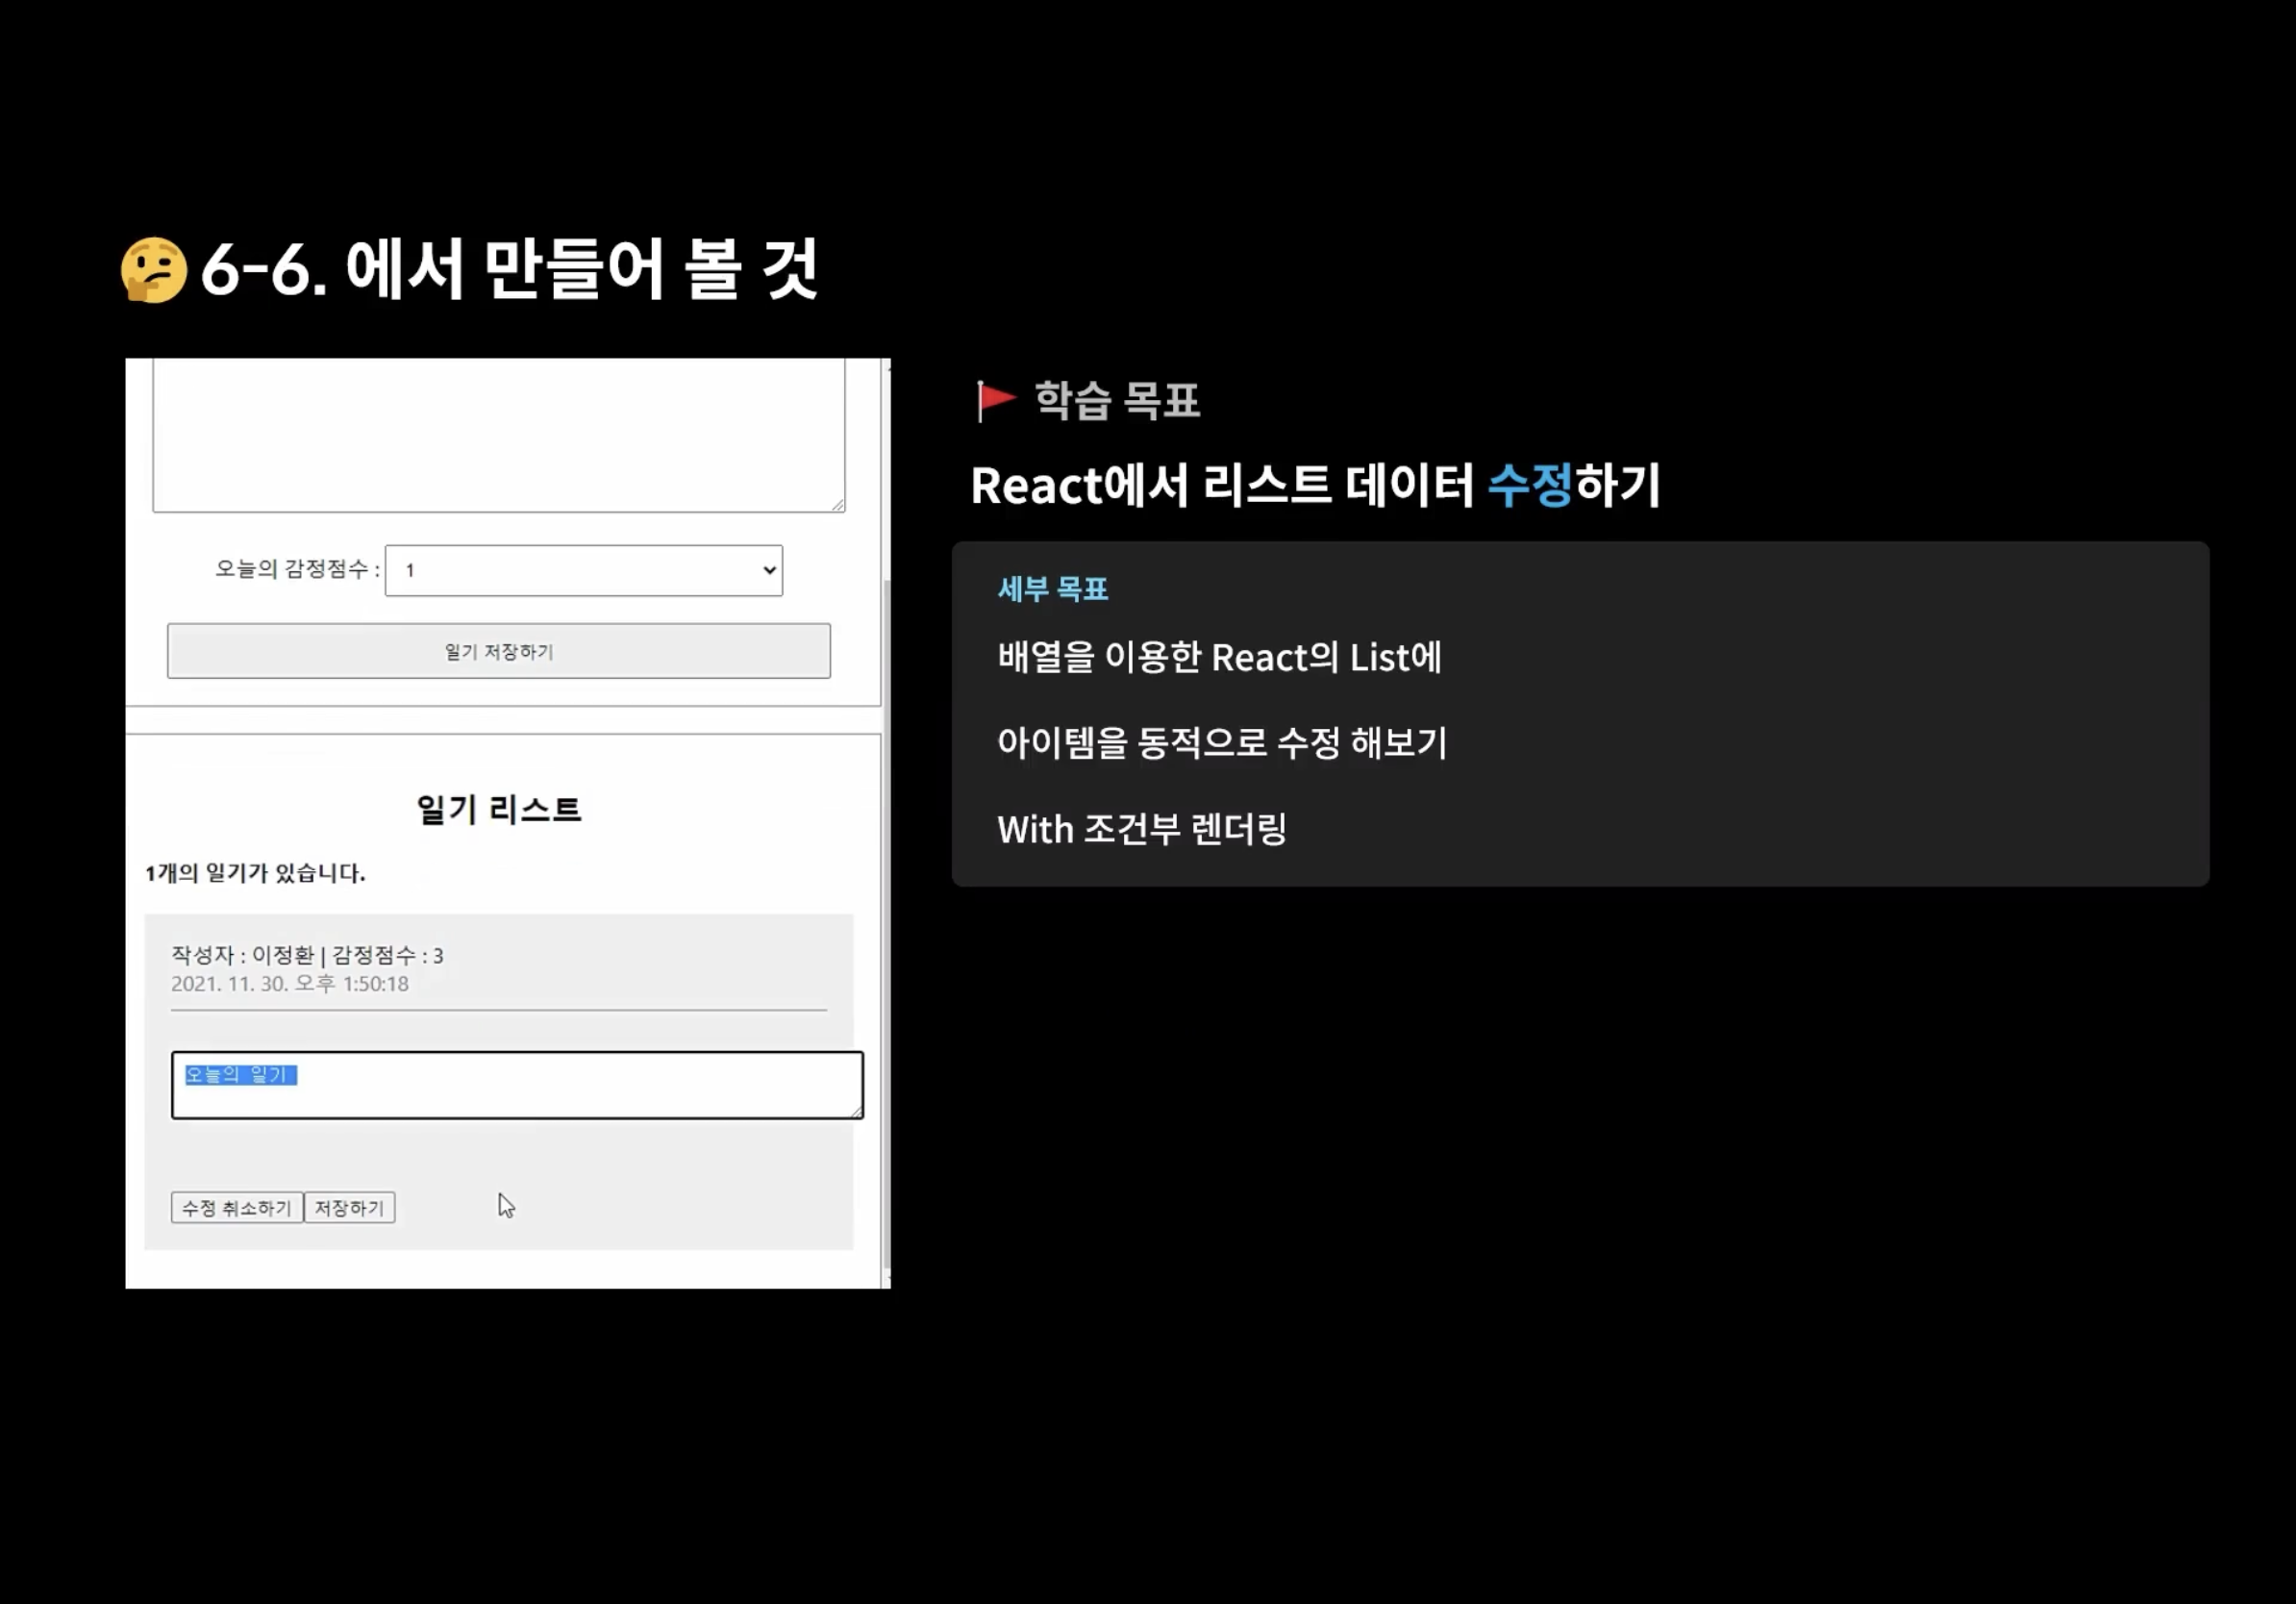 🤔 6-6. 에서 만들어 볼 것
오늘의 감정점수 : 1
일기 저장하기
일기 리스트
1개의 일기가 있습니다.
작성자 : 이정환 | 감정점수 : 3
2021. 11. 30. 오후 1:50:18
오늘의 일기
수정 취소하기 저장하기
🚩 학습 목표
React에서 리스트 데이터 수정하기
세부 목표
배열을 이용한 React의 List에
아이템을 동적으로 수정 해보기
With 조건부 렌더링